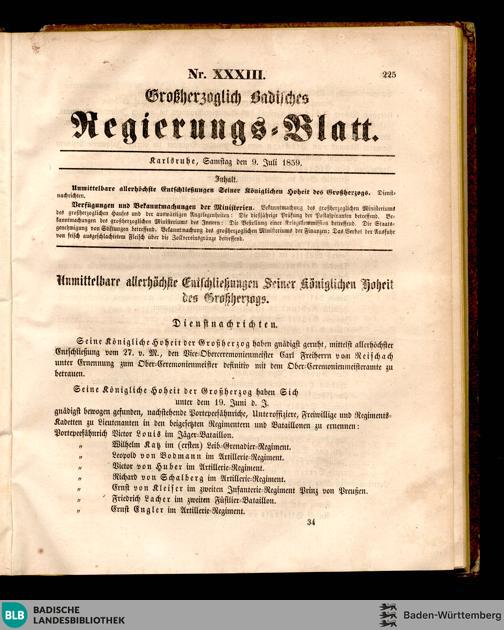 Nr. XXXIII.
225
Großherzoglich Badisches
Regierungs-Blatt.
Karlsruhe, Samstag den 9. Juli 1859.
Inhalt.
Unmittelbare allerhöchste Entschließungen Seiner Königlichen Hoheit des Großherzogs. Dienst-
nachrichten.
Verfügungen und Bekanntmachungen der Ministerien. Bekanntmachung des großherzoglichen Ministeriums
des großherzoglichen Hauses und der auswärtigen Angelegenheiten: Die dießjährige Prüfung der Postaspiranten betreffend. Be-
kanntmachungen des großherzoglichen Ministeriums des Innern: Die Bestellung einer Kriegskommission betreffend. Die Staats-
genehmigung von Stiftungen betreffend. Bekanntmachung des großherzoglichen Ministeriums der Finanzen: Das Verbot der Ausfuhr
von frisch ausgeschlachtetem Fleisch über die Zollvereinsgränze betreffend.
Unmittelbare allerhöchste Entschließungen Seiner Königlichen Hoheit
des Großherzogs.
Dienstnachrichten.
Seine Königliche Hoheit der Großherzog haben gnädigst geruht, mittelst allerhöchster
Entschließung vom 27. v. M., den Vice-Oberceremonienmeister Carl Freiherrn von Reischach
unter Ernennung zum Ober-Ceremonienmeister definitiv mit dem Ober-Ceremonienmeisteramte zu
betrauen.
Seine Königliche Hoheit der Großherzog haben Sich
unter dem 19. Juni d. J.
gnädigst bewogen gefunden, nachstehende Portepeefähnriche, Unteroffiziere, Freiwillige und Regiments-
Kadetten zu Lieutenanten in den beigesetzten Regimentern und Bataillonen zu ernennen:
Portepeefähnrich Victor Louis im Jäger-Bataillon.
„ Wilhelm Katz im (ersten) Leib-Grenadier-Regiment.
„ Leopold von Bodmann im Artillerie-Regiment.
„ Victor von Huber im Artillerie-Regiment.
„ Richard von Schalberg im Artillerie-Regiment.
„ Ernst von Kleiser im zweiten Infanterie-Regiment Prinz von Preußen.
„ Friedrich Lacher im zweiten Füsilier-Bataillon.
„ Ernst Engler im Artillerie-Regiment.
34
BLB BADISCHE
LANDESBIBLIOTHEK
Baden-Württemberg